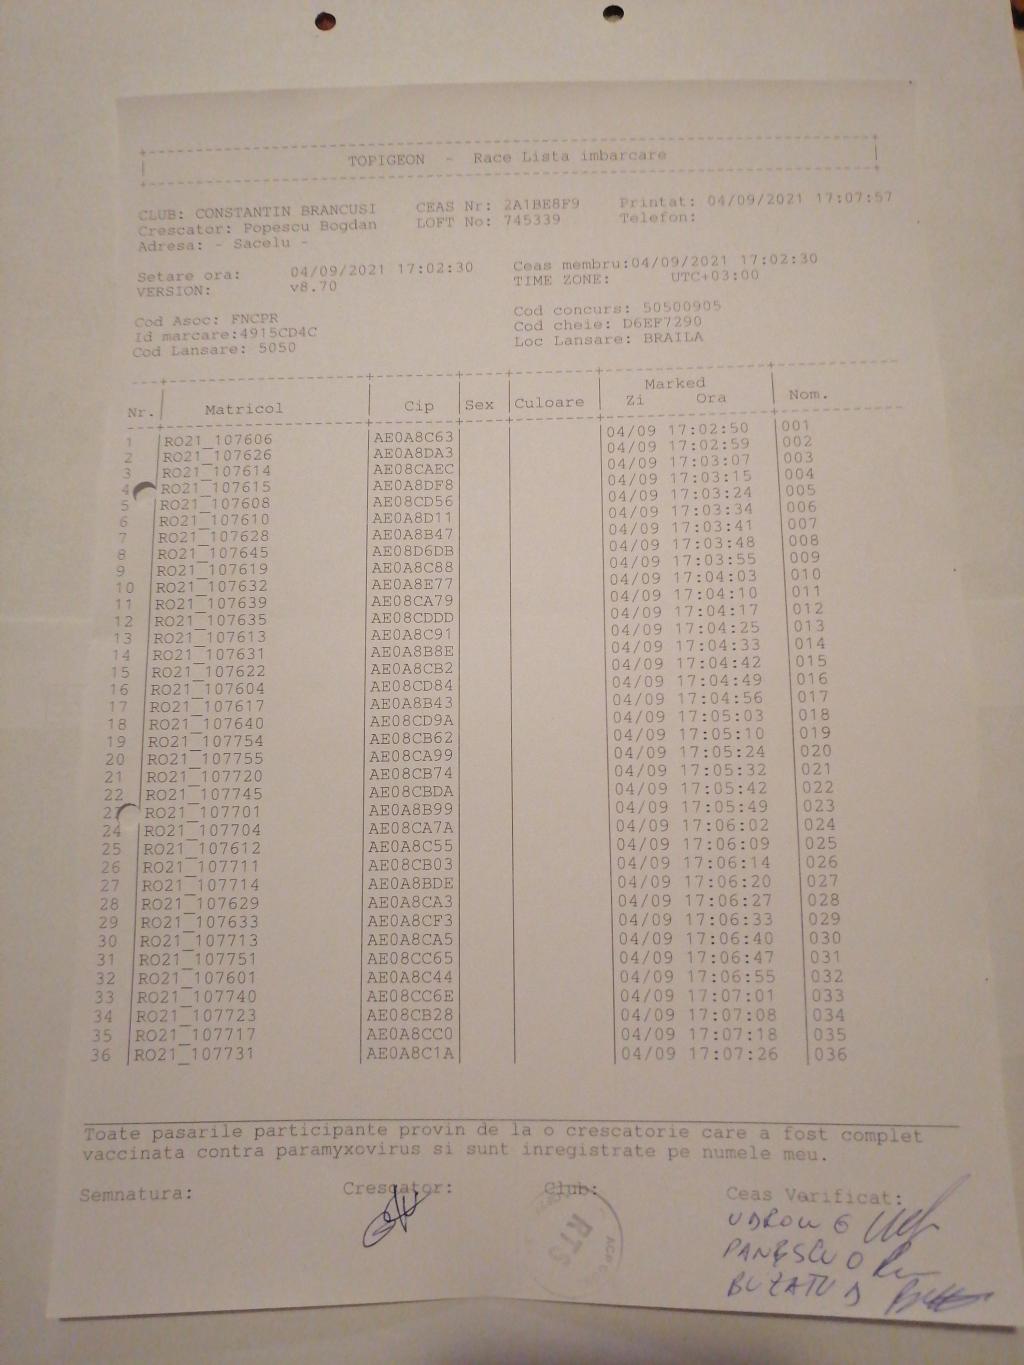 TOPIGEON - Race Lista imbarcare
CLUB: CONSTANTIN BRANCUSI CEAS Nr: 2A1BE8F9 Printat: 04/09/2021 17:07:57
Crescator: Popescu Bogdan LOFT No: 745339 Telefon:
Adresa: - Sacelu -
Setare ora: 04/09/2021 17:02:30 Ceas membru:04/09/2021 17:02:30
VERSION: v8.70 TIME ZONE: UTC+03:00
Cod Asoc: FNCPR Cod concurs: 50500905
Id marcare:4915CD4C Cod cheie: D6EF7290
Cod Lansare: 5050 Loc Lansare: BRAILA
Nr. Matricol Cip Sex Culoare Marked Zi Ora Nom.
1 RO21_107606 AE0A8C63 04/09 17:02:50 001
2 RO21_107626 AE0A8DA3 04/09 17:02:59 002
3 RO21_107614 AE08CAEC 04/09 17:03:07 003
4 RO21_107615 AE0A8DF8 04/09 17:03:15 004
5 RO21_107608 AE08CD56 04/09 17:03:24 005
6 RO21_107610 AE0A8D11 04/09 17:03:34 006
7 RO21_107628 AE0A8B47 04/09 17:03:41 007
8 RO21_107645 AE08D6DB 04/09 17:03:48 008
9 RO21_107619 AE0A8C88 04/09 17:03:55 009
10 RO21_107632 AE0A8E77 04/09 17:04:03 010
11 RO21_107639 AE08CA79 04/09 17:04:10 011
12 RO21_107635 AE08CDDD 04/09 17:04:17 012
13 RO21_107613 AE0A8C91 04/09 17:04:25 013
14 RO21_107631 AE0A8B8E 04/09 17:04:33 014
15 RO21_107622 AE0A8CB2 04/09 17:04:42 015
16 RO21_107604 AE08CD84 04/09 17:04:49 016
17 RO21_107617 AE0A8B43 04/09 17:04:56 017
18 RO21_107640 AE08CD9A 04/09 17:05:03 018
19 RO21_107754 AE08CB62 04/09 17:05:10 019
20 RO21_107755 AE08CA99 04/09 17:05:24 020
21 RO21_107720 AE08CB74 04/09 17:05:32 021
22 RO21_107745 AE08CBDA 04/09 17:05:42 022
23 RO21_107701 AE0A8B99 04/09 17:05:49 023
24 RO21_107704 AE08CA7A 04/09 17:06:02 024
25 RO21_107612 AE0A8C55 04/09 17:06:09 025
26 RO21_107711 AE08CB03 04/09 17:06:14 026
27 RO21_107714 AE0A8BDE 04/09 17:06:20 027
28 RO21_107629 AE0A8CA3 04/09 17:06:27 028
29 RO21_107633 AE0A8CF3 04/09 17:06:33 029
30 RO21_107713 AE0A8CA5 04/09 17:06:40 030
31 RO21_107751 AE08CC65 04/09 17:06:47 031
32 RO21_107601 AE0A8C44 04/09 17:06:55 032
33 RO21_107740 AE08CC6E 04/09 17:07:01 033
34 RO21_107723 AE08CB28 04/09 17:07:08 034
35 RO21_107717 AE0A8CC0 04/09 17:07:18 035
36 RO21_107731 AE0A8C1A 04/09 17:07:26 036
Toate pasarile participante provin de la o crescatorie care a fost complet
vaccinata contra paramyxovirus si sunt inregistrate pe numele meu.
Semnatura: Crescator: Club: Ceas Verificat:
RTS
PANESCU O
BUZATU D